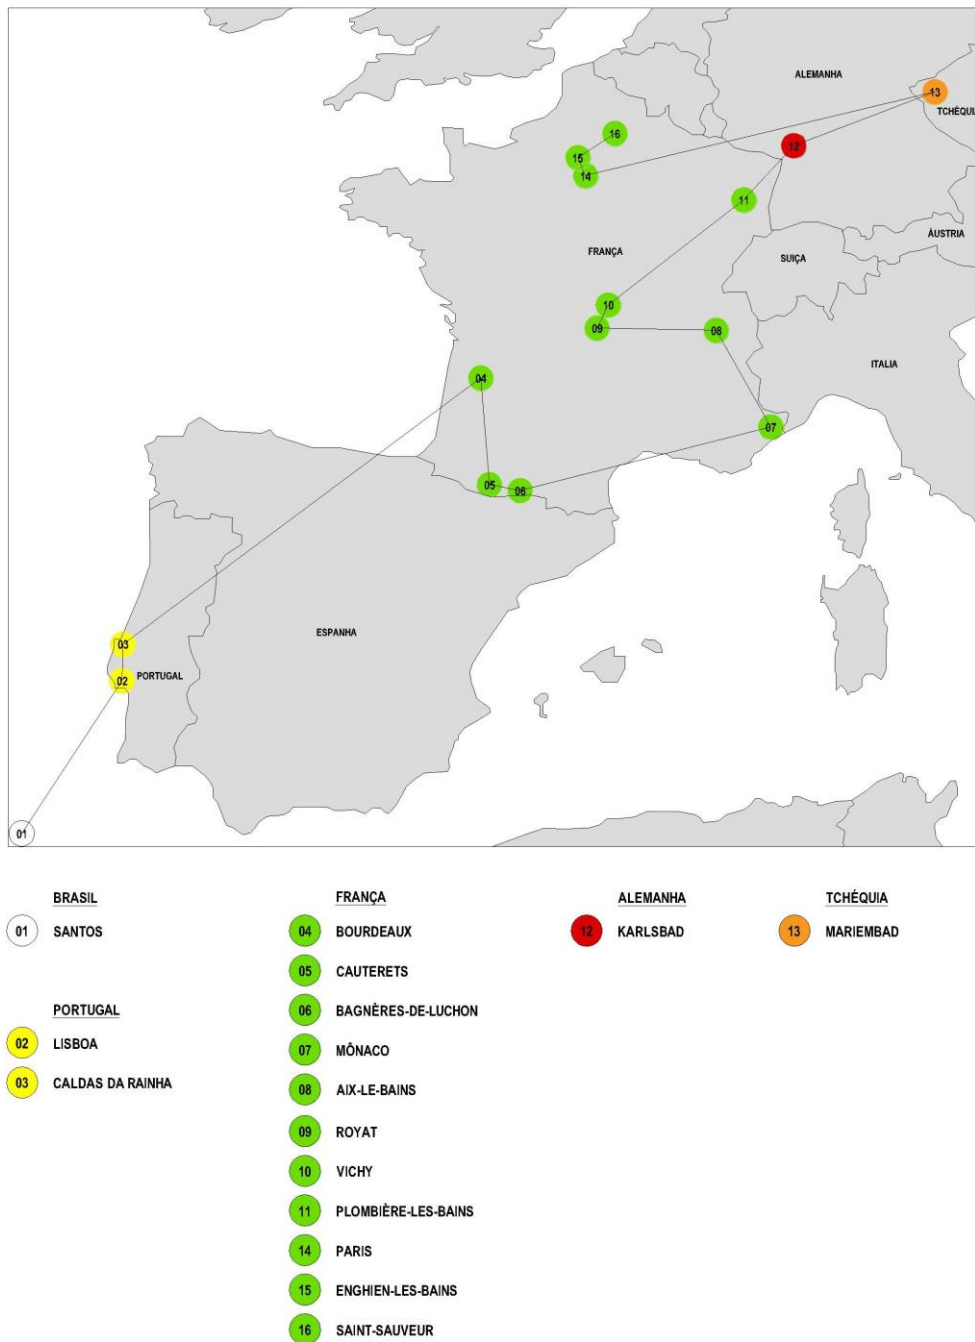 ALEMANHA
13
TCHÉQUI
16
12
15
14
11
ÁUSTRIA
FRANÇA
SUIÇA
10
09
08
ITALIA
04
07
05
06
ESPANHA
03
PORTUGAL
02
01
BRASIL
01 SANTOS
PORTUGAL
02 LISBOA
03 CALDAS DA RAINHA
FRANÇA
04 BOURDEAUX
05 CAUTERETS
06 BAGNÈRES-DE-LUCHON
07 MÔNACO
08 AIX-LE-BAINS
09 ROYAT
10 VICHY
11 PLOMBIÈRE-LES-BAINS
14 PARIS
15 ENGHIEN-LES-BAINS
16 SAINT-SAUVEUR
ALEMANHA
12 KARLSBAD
TCHÉQUIA
13 MARIEMBAD